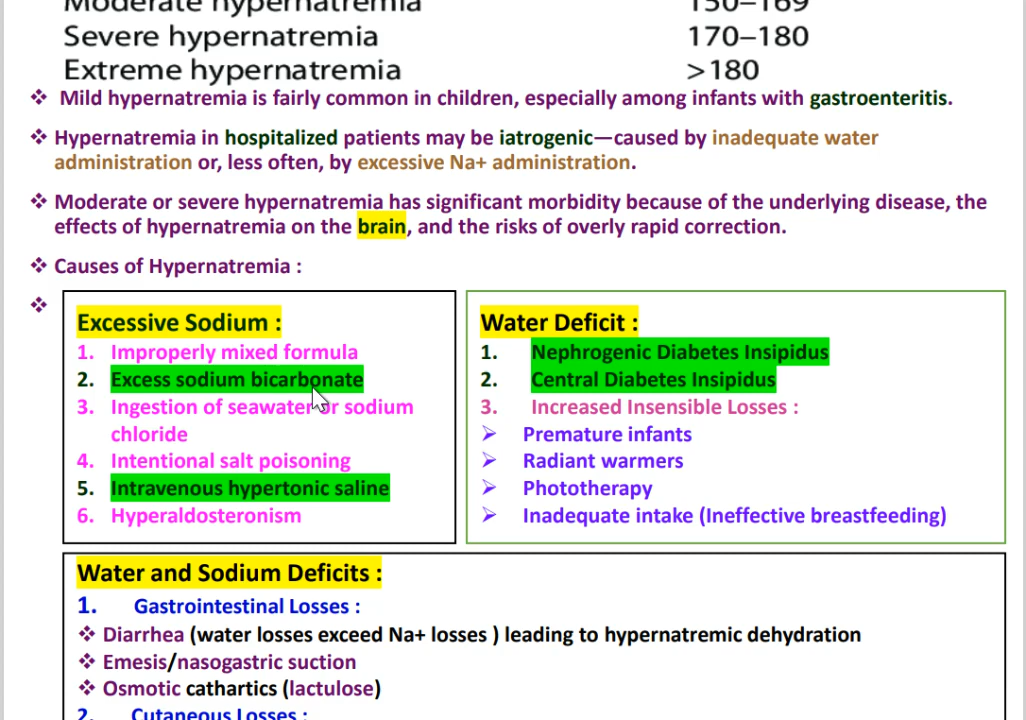 Moderate hypernatremia 150–169
Severe hypernatremia 170–180
Extreme hypernatremia >180
❖ Mild hypernatremia is fairly common in children, especially among infants with gastroenteritis.
❖ Hypernatremia in hospitalized patients may be iatrogenic—caused by inadequate water
administration or, less often, by excessive Na+ administration.
❖ Moderate or severe hypernatremia has significant morbidity because of the underlying disease, the
effects of hypernatremia on the brain, and the risks of overly rapid correction.
❖ Causes of Hypernatremia :
❖
Excessive Sodium :
1. Improperly mixed formula
2. Excess sodium bicarbonate
3. Ingestion of seawater or sodium
chloride
4. Intentional salt poisoning
5. Intravenous hypertonic saline
6. Hyperaldosteronism
Water Deficit :
1. Nephrogenic Diabetes Insipidus
2. Central Diabetes Insipidus
3. Increased Insensible Losses :
➢ Premature infants
➢ Radiant warmers
➢ Phototherapy
➢ Inadequate intake (Ineffective breastfeeding)
Water and Sodium Deficits :
1. Gastrointestinal Losses :
❖ Diarrhea (water losses exceed Na+ losses ) leading to hypernatremic dehydration
❖ Emesis/nasogastric suction
❖ Osmotic cathartics (lactulose)
2. Cutaneous Losses :